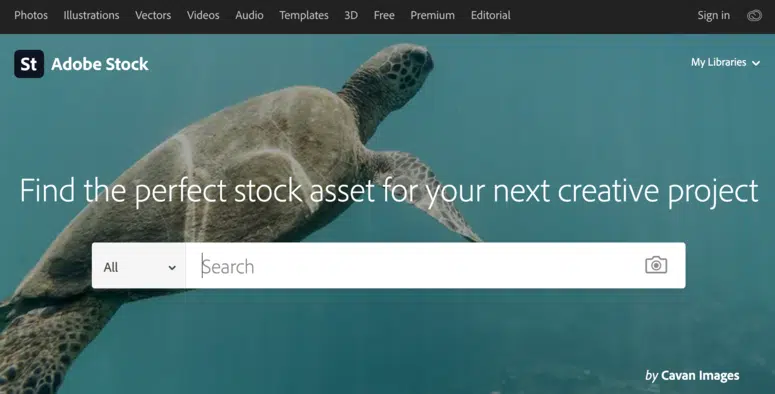 Photos Illustrations Vectors Videos Audio Templates 3D Free Premium Editorial Sign in
St Adobe Stock My Libraries
Find the perfect stock asset for your next creative project
All Search
by Cavan Images